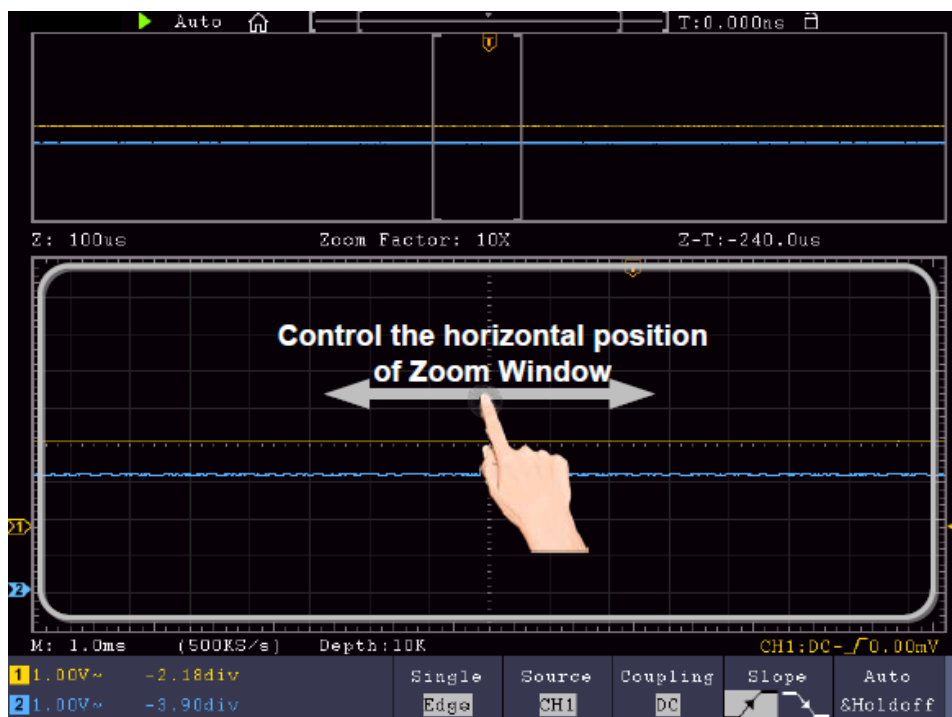 Auto T:0.000ns
T
Z: 100us Zoom Factor: 10X Z-T:-240.0us
Control the horizontal position
of Zoom Window
1
2
M: 1.0ms (500KS/s) Depth:10K CH1:DC-0.00mV
1 1.00V~ -2.18div Single Source Coupling Slope Auto
2 1.00V~ -3.90div Edge CH1 DC &Holdoff